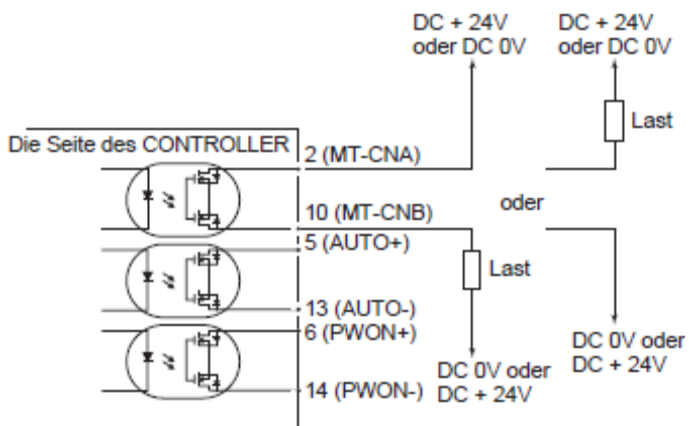 DC + 24V
oder DC 0V
DC + 24V
oder DC 0V
Last
Die Seite des CONTROLLER
2 (MT-CNA)
10 (MT-CNB)
oder
5 (AUTO+)
Last
13 (AUTO-)
6 (PWON+)
DC 0V oder
DC + 24V
DC 0V oder
DC + 24V
14 (PWON-)